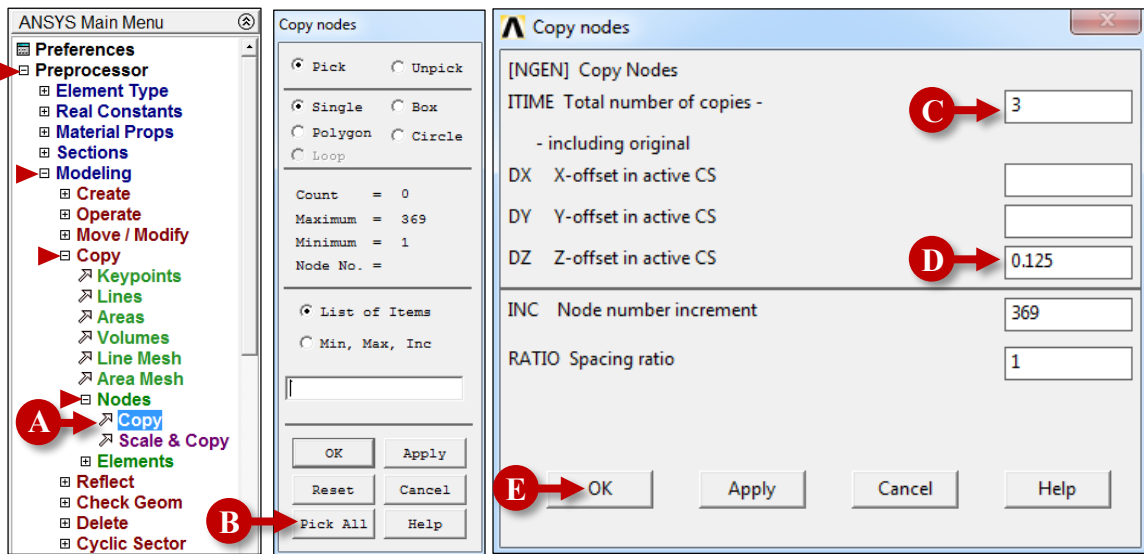 ANSYS Main Menu
Preferences
Preprocessor
Element Type
Real Constants
Material Props
Sections
Modeling
Create
Operate
Move / Modify
Copy
Keypoints
Lines
Areas
Volumes
Line Mesh
Area Mesh
Nodes
A
Copy
Scale & Copy
Elements
Reflect
Check Geom
Delete
Cyclic Sector
Copy nodes
Pick Unpick
Single Box
Polygon Circle
Loop
Count = 0
Maximum = 369
Minimum = 1
Node No. =
List of Items
Min, Max, Inc
OK Apply
Reset Cancel
B Pick All Help
Copy nodes
[NGEN] Copy Nodes
ITIME Total number of copies - C 3
- including original
DX X-offset in active CS
DY Y-offset in active CS
DZ Z-offset in active CS D 0.125
INC Node number increment 369
RATIO Spacing ratio 1
E OK Apply Cancel Help